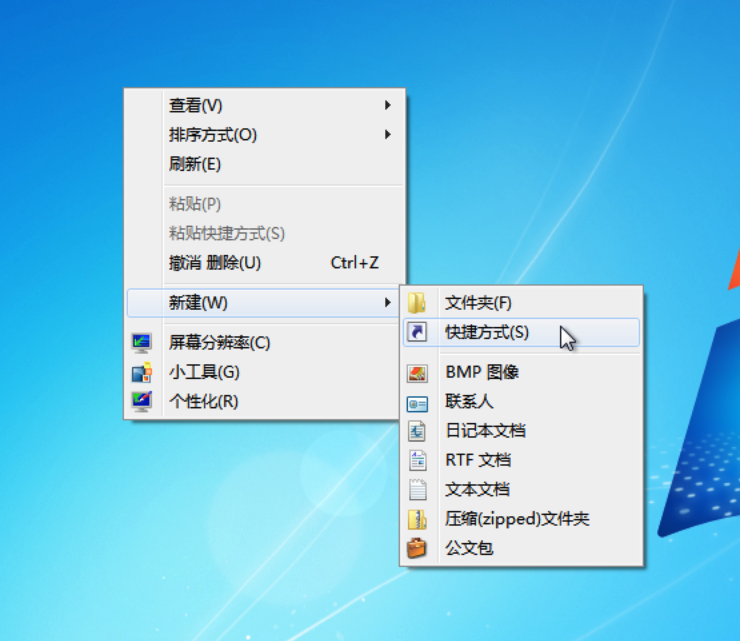 查看(V)
排序方式(O)
刷新(E)
粘贴(P)
粘贴快捷方式(S)
撤消 删除(U) Ctrl+Z
新建(W)
屏幕分辨率(C)
小工具(G)
个性化(R)
文件夹(F)
快捷方式(S)
BMP 图像
联系人
日记本文档
RTF 文档
文本文档
压缩(zipped)文件夹
公文包